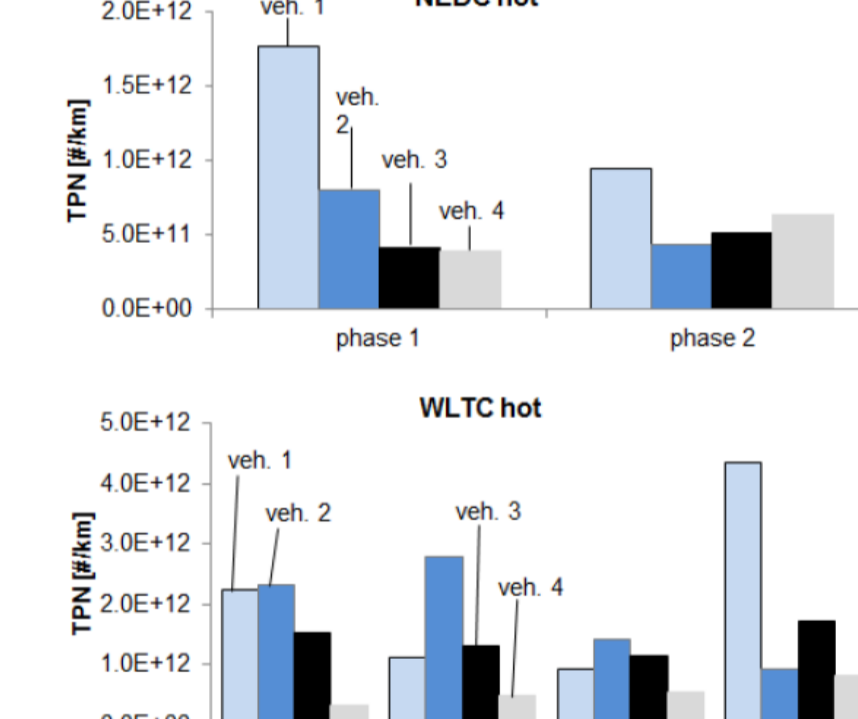 NEDC hot
2.0E+12
veh. 1
1.5E+12
veh.
2
1.0E+12
veh. 3
veh. 4
5.0E+11
0.0E+00
TPN [#/km]
phase 1
phase 2
WLTC hot
5.0E+12
veh. 1
4.0E+12
veh. 2
veh. 3
3.0E+12
veh. 4
2.0E+12
1.0E+12
TPN [#/km]